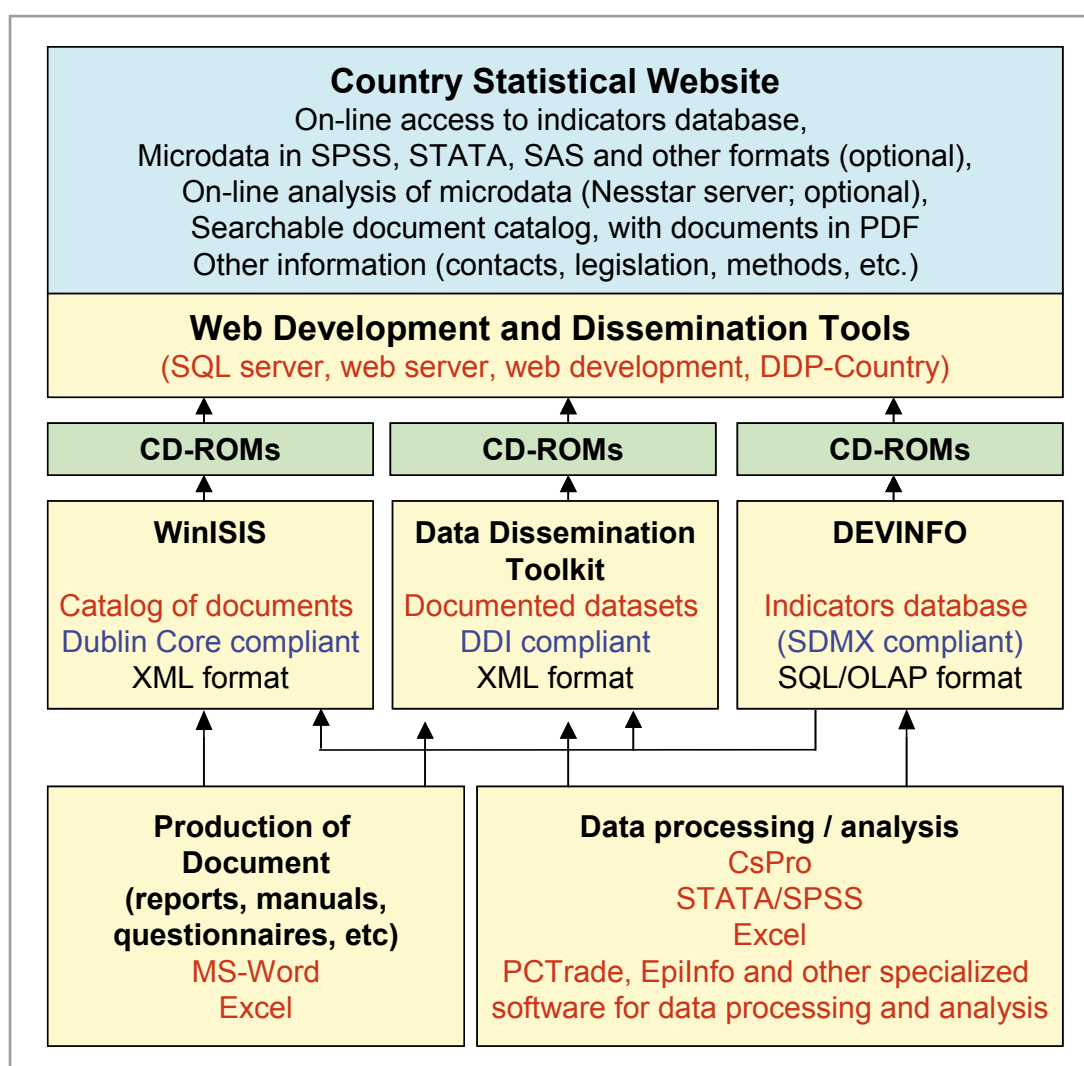 Country Statistical Website
On-line access to indicators database,
Microdata in SPSS, STATA, SAS and other formats (optional),
On-line analysis of microdata (Nesstar server; optional),
Searchable document catalog, with documents in PDF
Other information (contacts, legislation, methods, etc.)
Web Development and Dissemination Tools
(SQL server, web server, web development, DDP-Country)
CD-ROMs
CD-ROMs
CD-ROMs
WinISIS
Catalog of documents
Dublin Core compliant
XML format
Data Dissemination
Toolkit
Documented datasets
DDI compliant
XML format
DEVINFO
Indicators database
(SDMX compliant)
SQL/OLAP format
Production of
Document
(reports, manuals,
questionnaires, etc)
MS-Word
Excel
Data processing / analysis
CsPro
STATA/SPSS
Excel
PCTrade, EpiInfo and other specialized
software for data processing and analysis